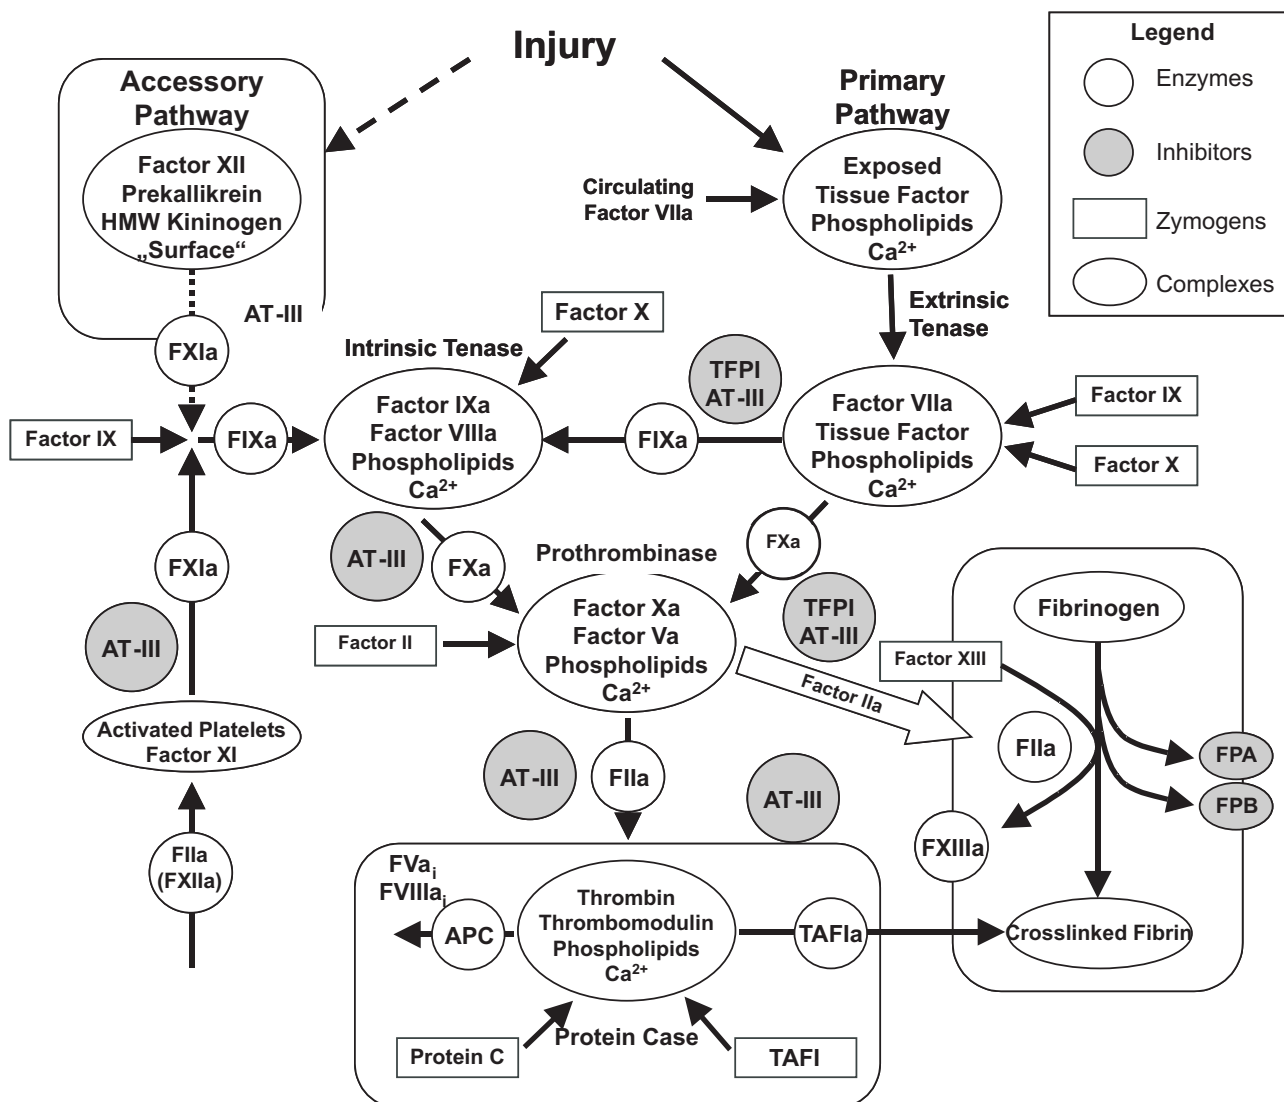 Injury
Legend
Enzymes
Inhibitors
Zymogens
Complexes
Accessory
Pathway
Factor XII
Prekallikrein
HMW Kininogen
„Surface“
AT-III
FXIa
Primary
Pathway
Circulating
Factor VIIa
Exposed
Tissue Factor
Phospholipids
Ca²⁺
Extrinsic
Tenase
Factor X
Intrinsic Tenase
TFPI
AT-III
Factor IX
FIXa
Factor IXa
Factor VIIIa
Phospholipids
Ca²⁺
FIXa
Factor VIIa
Tissue Factor
Phospholipids
Ca²⁺
Factor IX
Factor X
FXIa
AT-III
FXa
Prothrombinase
FXa
TFPI
AT-III
AT-III
Factor II
Factor Xa
Factor Va
Phospholipids
Ca²⁺
Factor IIa
Factor XIII
Fibrinogen
Activated Platelets
Factor XI
AT-III
FIIa
AT-III
FIIa
FPA
FPB
FXIIIa
FIIa
(FXIIa)
FVaᵢ
FVIIIaᵢ
APC
Thrombin
Thrombomodulin
Phospholipids
Ca²⁺
TAFIa
Crosslinked Fibrin
Protein C
Protein Case
TAFI